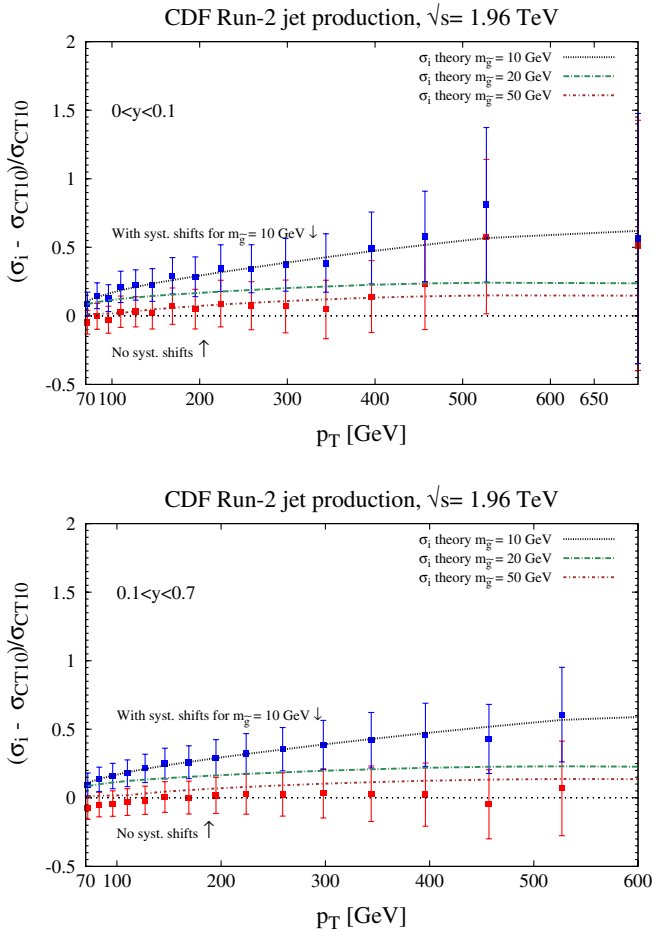 CDF Run-2 jet production, √s= 1.96 TeV
2
1.5
1
0.5
0
-0.5
(σi - σCT10)/σCT10
σi theory mg̃ = 10 GeV
σi theory mg̃ = 20 GeV
σi theory mg̃ = 50 GeV
0<y<0.1
With syst. shifts for mg̃ = 10 GeV ↓
No syst. shifts ↑
70 100 200 300 400 500 600 650
pT [GeV]
CDF Run-2 jet production, √s= 1.96 TeV
2
1.5
1
0.5
0
-0.5
(σi - σCT10)/σCT10
σi theory mg̃ = 10 GeV
σi theory mg̃ = 20 GeV
σi theory mg̃ = 50 GeV
0.1<y<0.7
With syst. shifts for mg̃ = 10 GeV ↓
No syst. shifts ↑
70 100 200 300 400 500 600
pT [GeV]